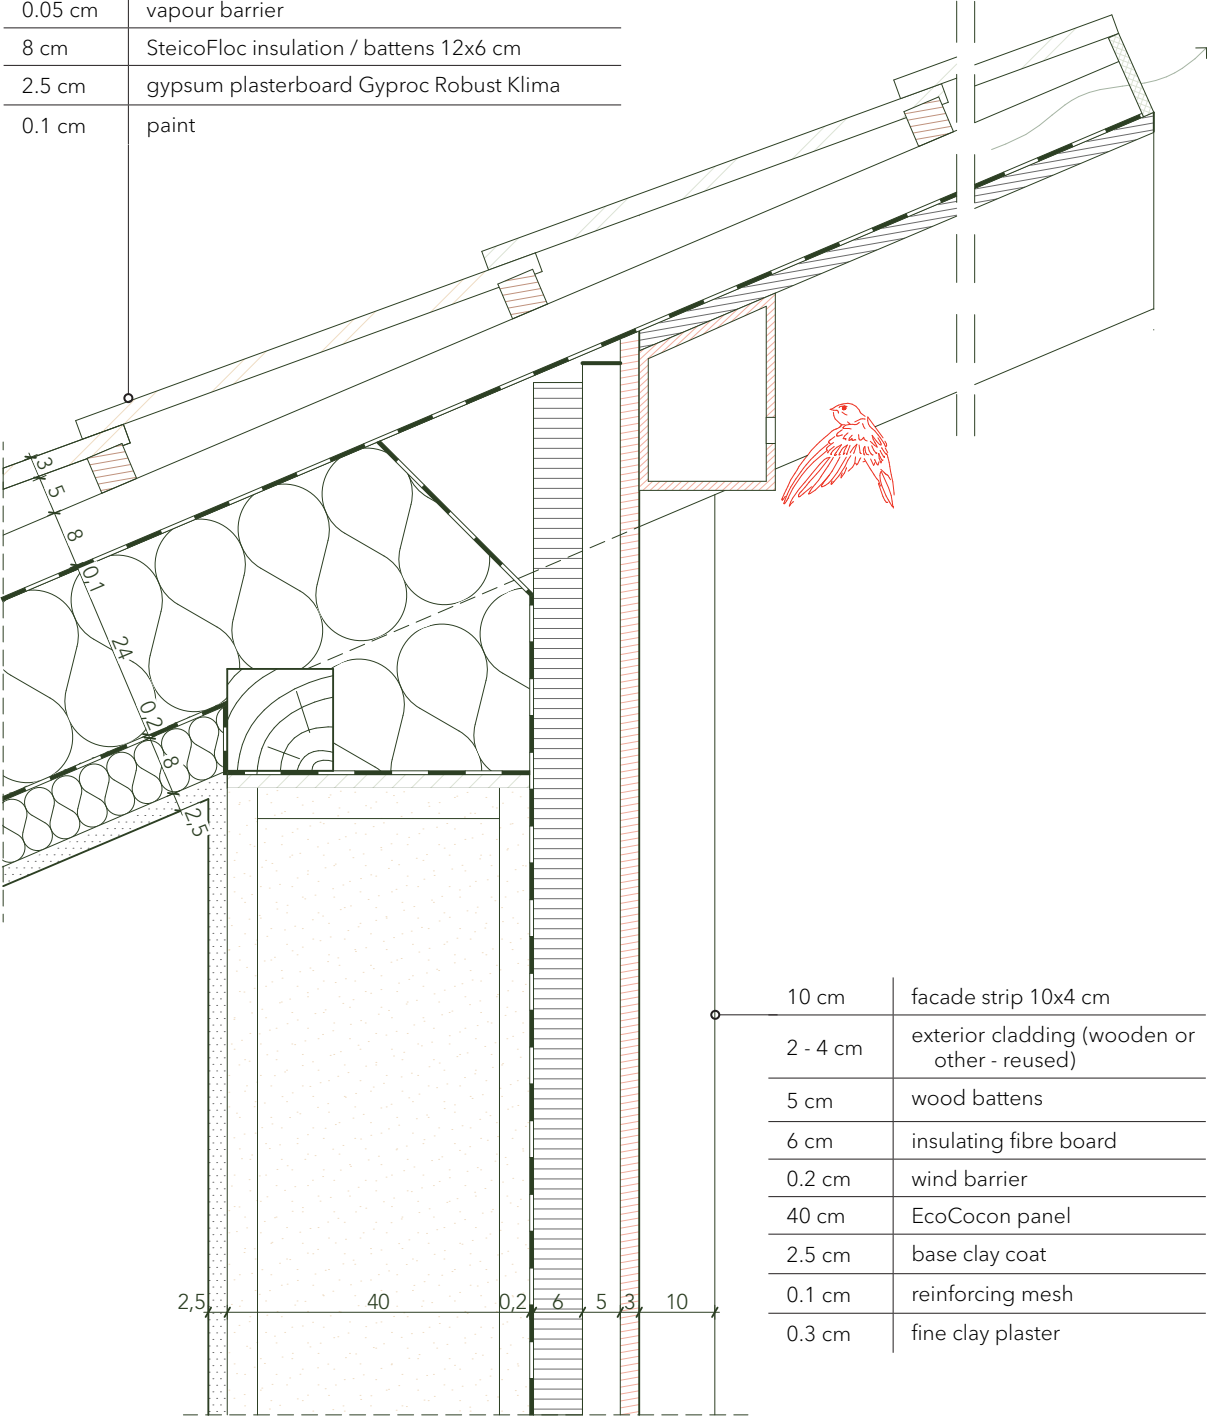 0.05 cm vapour barrier
8 cm SteicoFloc insulation / battens 12x6 cm
2.5 cm gypsum plasterboard Gyproc Robust Klima
0.1 cm paint
3
5
8
0,1
24
0,2
8
2,5
10 cm facade strip 10x4 cm
2 - 4 cm exterior cladding (wooden or
other - reused)
5 cm wood battens
6 cm insulating fibre board
0.2 cm wind barrier
40 cm EcoCocon panel
2.5 cm base clay coat
0.1 cm reinforcing mesh
0.3 cm fine clay plaster
2,5 40 0,2 6 5 3 10